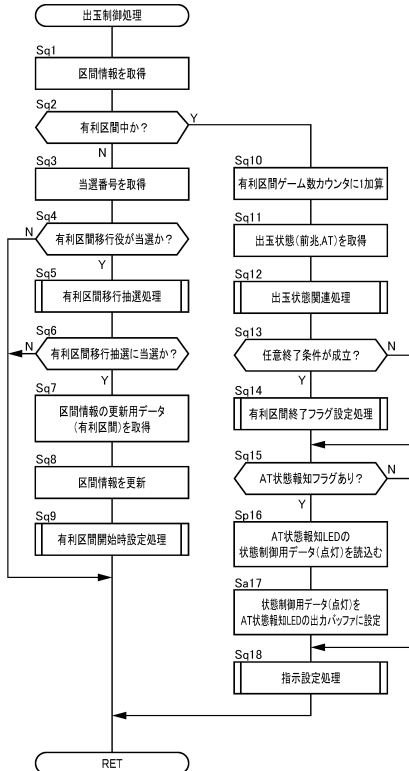 出玉制御処理
Sq1
区間情報を取得
Sq2
有利区間中か？
Y
N
Sq3
当選番号を取得
Sq4
N
有利区間移行役が当選か？
Y
Sq5
有利区間移行抽選処理
Sq6
N
有利区間移行抽選に当選か？
Y
Sq7
区間情報の更新用データ
(有利区間)を取得
Sq8
区間情報を更新
Sq9
有利区間開始時設定処理
Sq10
有利区間ゲーム数カウンタに1加算
Sq11
出玉状態(前兆,AT)を取得
Sq12
出玉状態関連処理
Sq13
任意終了条件が成立？
N
Y
Sq14
有利区間終了フラグ設定処理
Sq15
AT状態報知フラグあり？
N
Y
Sp16
AT状態報知LEDの
状態制御用データ(点灯)を読込む
Sa17
状態制御用データ(点灯)を
AT状態報知LEDの出力バッファに設定
Sq18
指示設定処理
RET